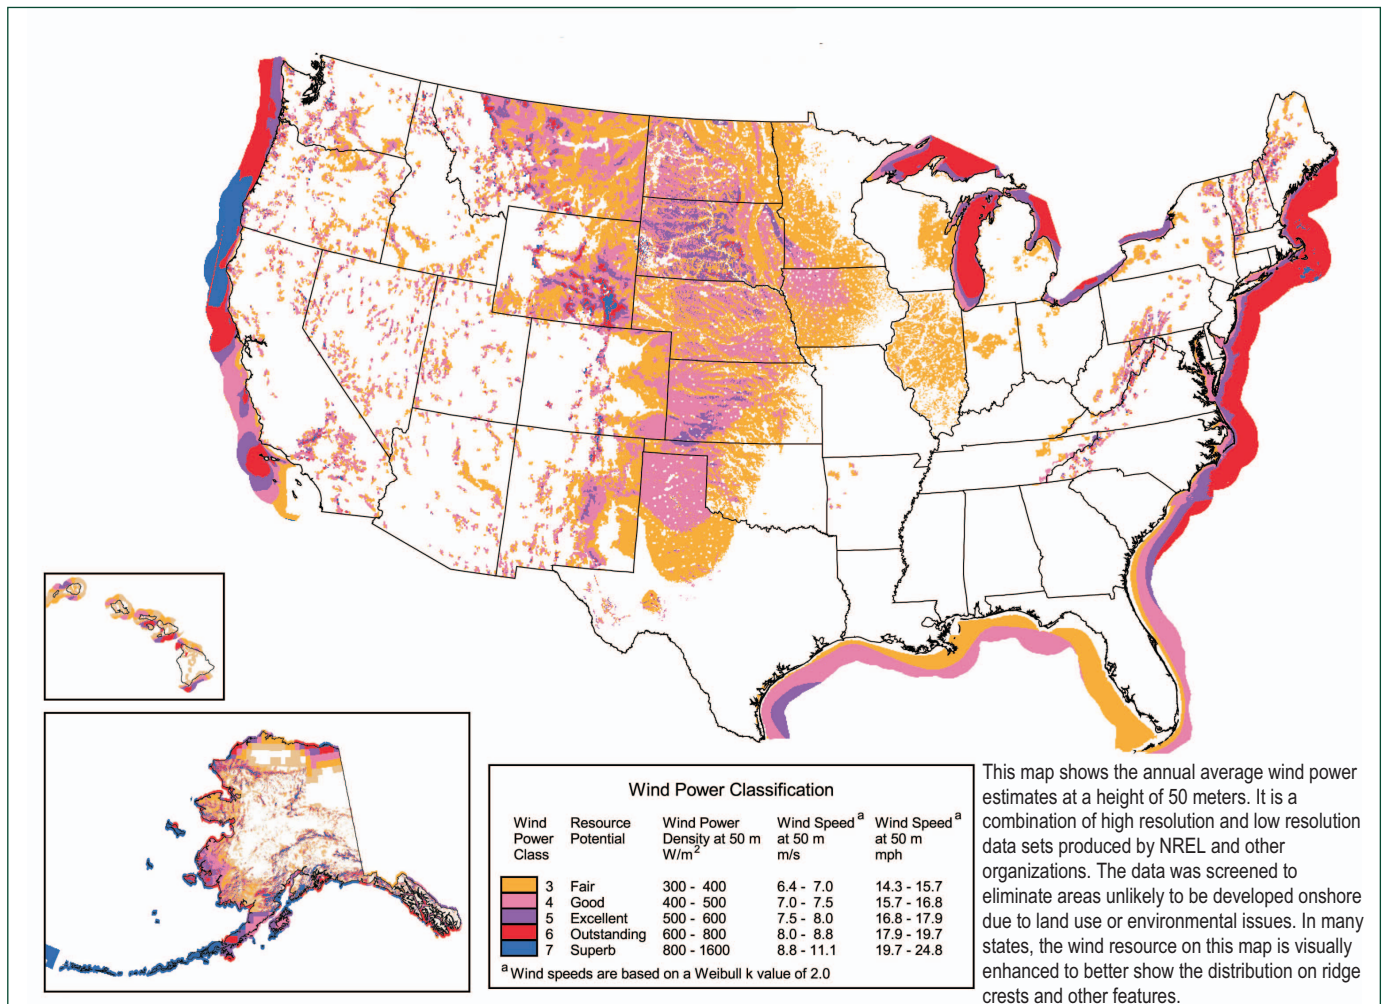 Wind Power Classification
Wind Resource Wind Power Wind Speed a Wind Speed a
Power Potential Density at 50 m at 50 m at 50 m
Class W/m2 m/s mph
3 Fair 300 - 400 6.4 - 7.0 14.3 - 15.7
4 Good 400 - 500 7.0 - 7.5 15.7 - 16.8
5 Excellent 500 - 600 7.5 - 8.0 16.8 - 17.9
6 Outstanding 600 - 800 8.0 - 8.8 17.9 - 19.7
7 Superb 800 - 1600 8.8 - 11.1 19.7 - 24.8
a Wind speeds are based on a Weibull k value of 2.0
This map shows the annual average wind power
estimates at a height of 50 meters. It is a
combination of high resolution and low resolution
data sets produced by NREL and other
organizations. The data was screened to
eliminate areas unlikely to be developed onshore
due to land use or environmental issues. In many
states, the wind resource on this map is visually
enhanced to better show the distribution on ridge
crests and other features.